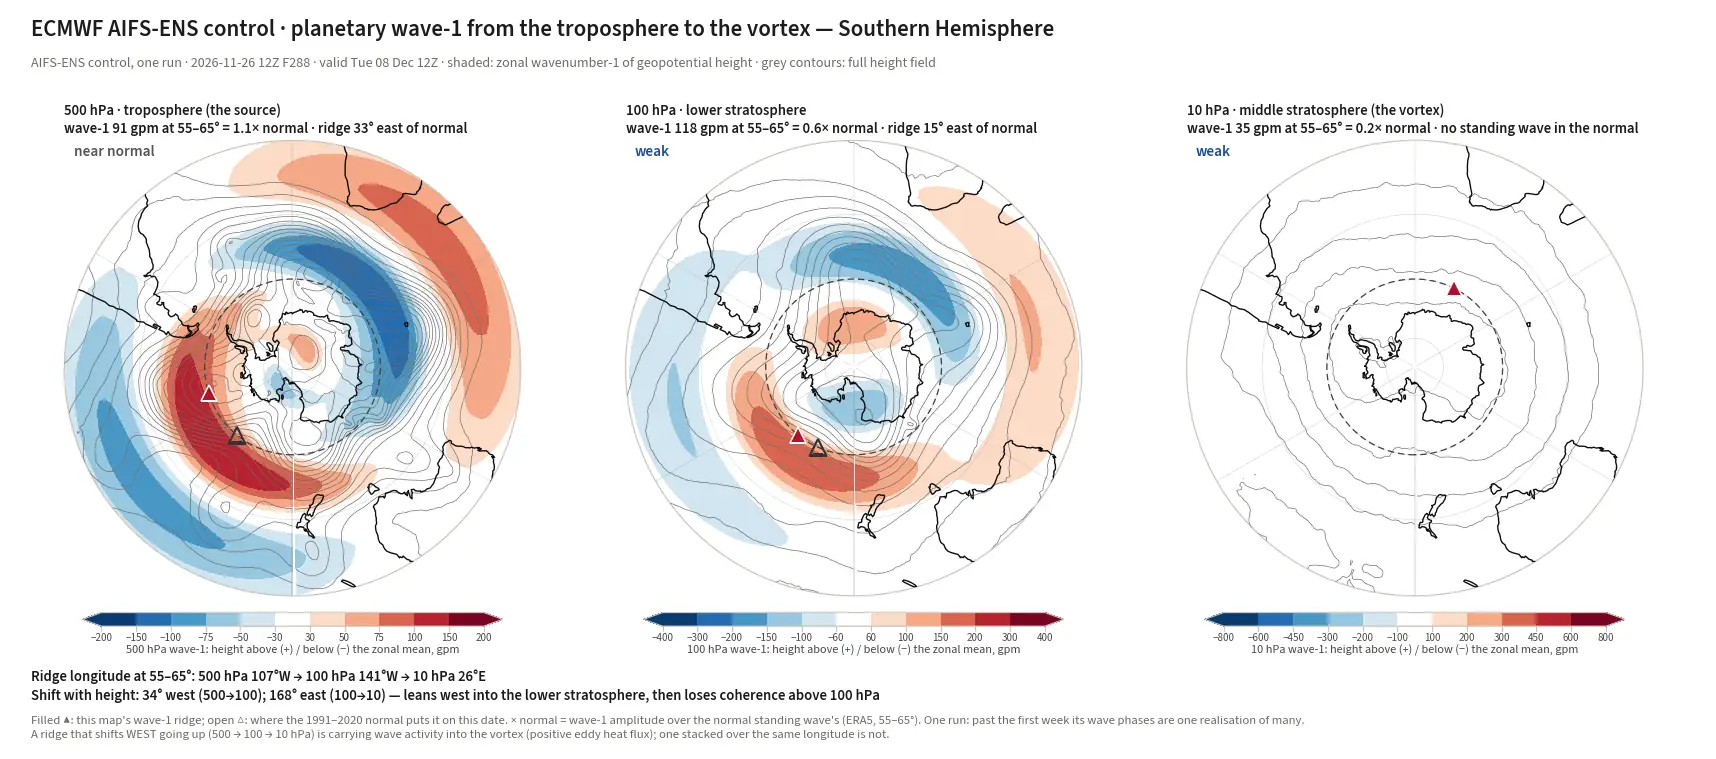 ECMWF AIFS-ENS control · planetary wave-1 from the troposphere to the vortex — Southern Hemisphere
AIFS-ENS control, one run · 2026-11-26 12Z F288 · valid Tue 08 Dec 12Z · shaded: zonal wavenumber-1 of geopotential height · grey contours: full height field
500 hPa · troposphere (the source)
wave-1 91 gpm at 55–65° = 1.1× normal · ridge 33° east of normal
near normal
100 hPa · lower stratosphere
wave-1 118 gpm at 55–65° = 0.6× normal · ridge 15° east of normal
weak
10 hPa · middle stratosphere (the vortex)
wave-1 35 gpm at 55–65° = 0.2× normal · no standing wave in the normal
weak
−200 −150 −100 −75 −50 −30 30 50 75 100 150 200
500 hPa wave-1: height above (+) / below (−) the zonal mean, gpm
−400 −300 −200 −150 −100 −60 60 100 150 200 300 400
100 hPa wave-1: height above (+) / below (−) the zonal mean, gpm
−800 −600 −450 −300 −200 −100 100 200 300 450 600 800
10 hPa wave-1: height above (+) / below (−) the zonal mean, gpm
Ridge longitude at 55–65°: 500 hPa 107°W → 100 hPa 141°W → 10 hPa 26°E
Shift with height: 34° west (500→100); 168° east (100→10) — leans west into the lower stratosphere, then loses coherence above 100 hPa
Filled ▲: this map's wave-1 ridge; open △: where the 1991–2020 normal puts it on this date. × normal = wave-1 amplitude over the normal standing wave's (ERA5, 55–65°). One run: past the first week its wave phases are one realisation of many.
A ridge that shifts WEST going up (500 → 100 → 10 hPa) is carrying wave activity into the vortex (positive eddy heat flux); one stacked over the same longitude is not.